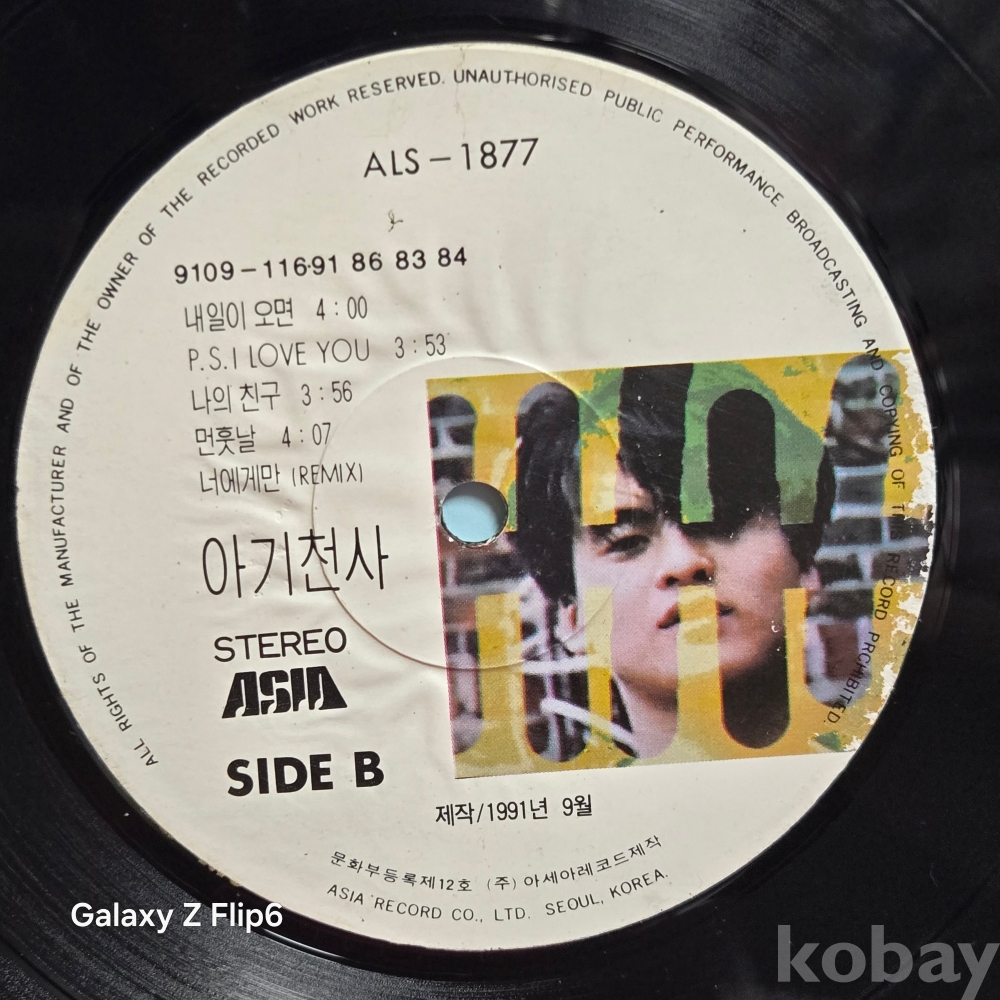 ALL RIGHTS OF THE MANUFACTURER AND OF THE OWNER OF THE RECORDED WORK RESERVED. UNAUTHORISED PUBLIC PERFORMANCE BROADCASTING AND COPYING OF RECORD PRCHIBITED.
ALS-1877
9109-116·91 86 83 84
내일이 오면 4:00
P.S.I LOVE YOU 3:53
나의 친구 3:56
먼훗날 4:07
너에게만 (REMIX)
아기천사
STEREO
ASIA
SIDE B
제작/1991년 9월
문화부등록제12호 (주)아세아레코드제작
ASIA RECORD CO., LTD. SEOUL, KOREA.
Galaxy Z Flip6
kobay